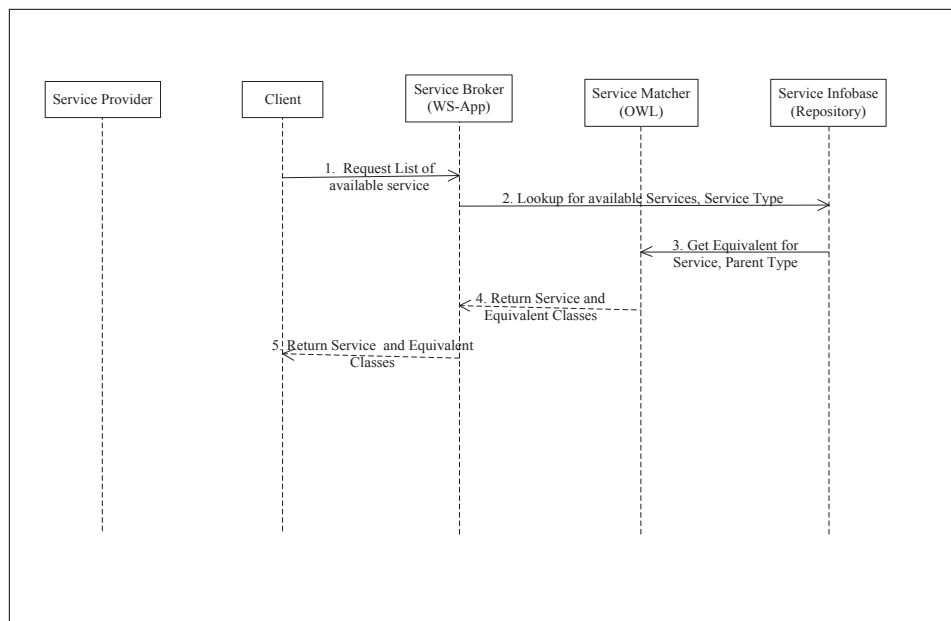 Service Provider
Client
Service Broker
(WS-App)
Service Matcher
(OWL)
Service Infobase
(Repository)
1. Request List of
available service
2. Lookup for available Services, Service Type
3. Get Equivalent for
Service, Parent Type
4. Return Service and
Equivalent Classes
5. Return Service and Equivalent
Classes